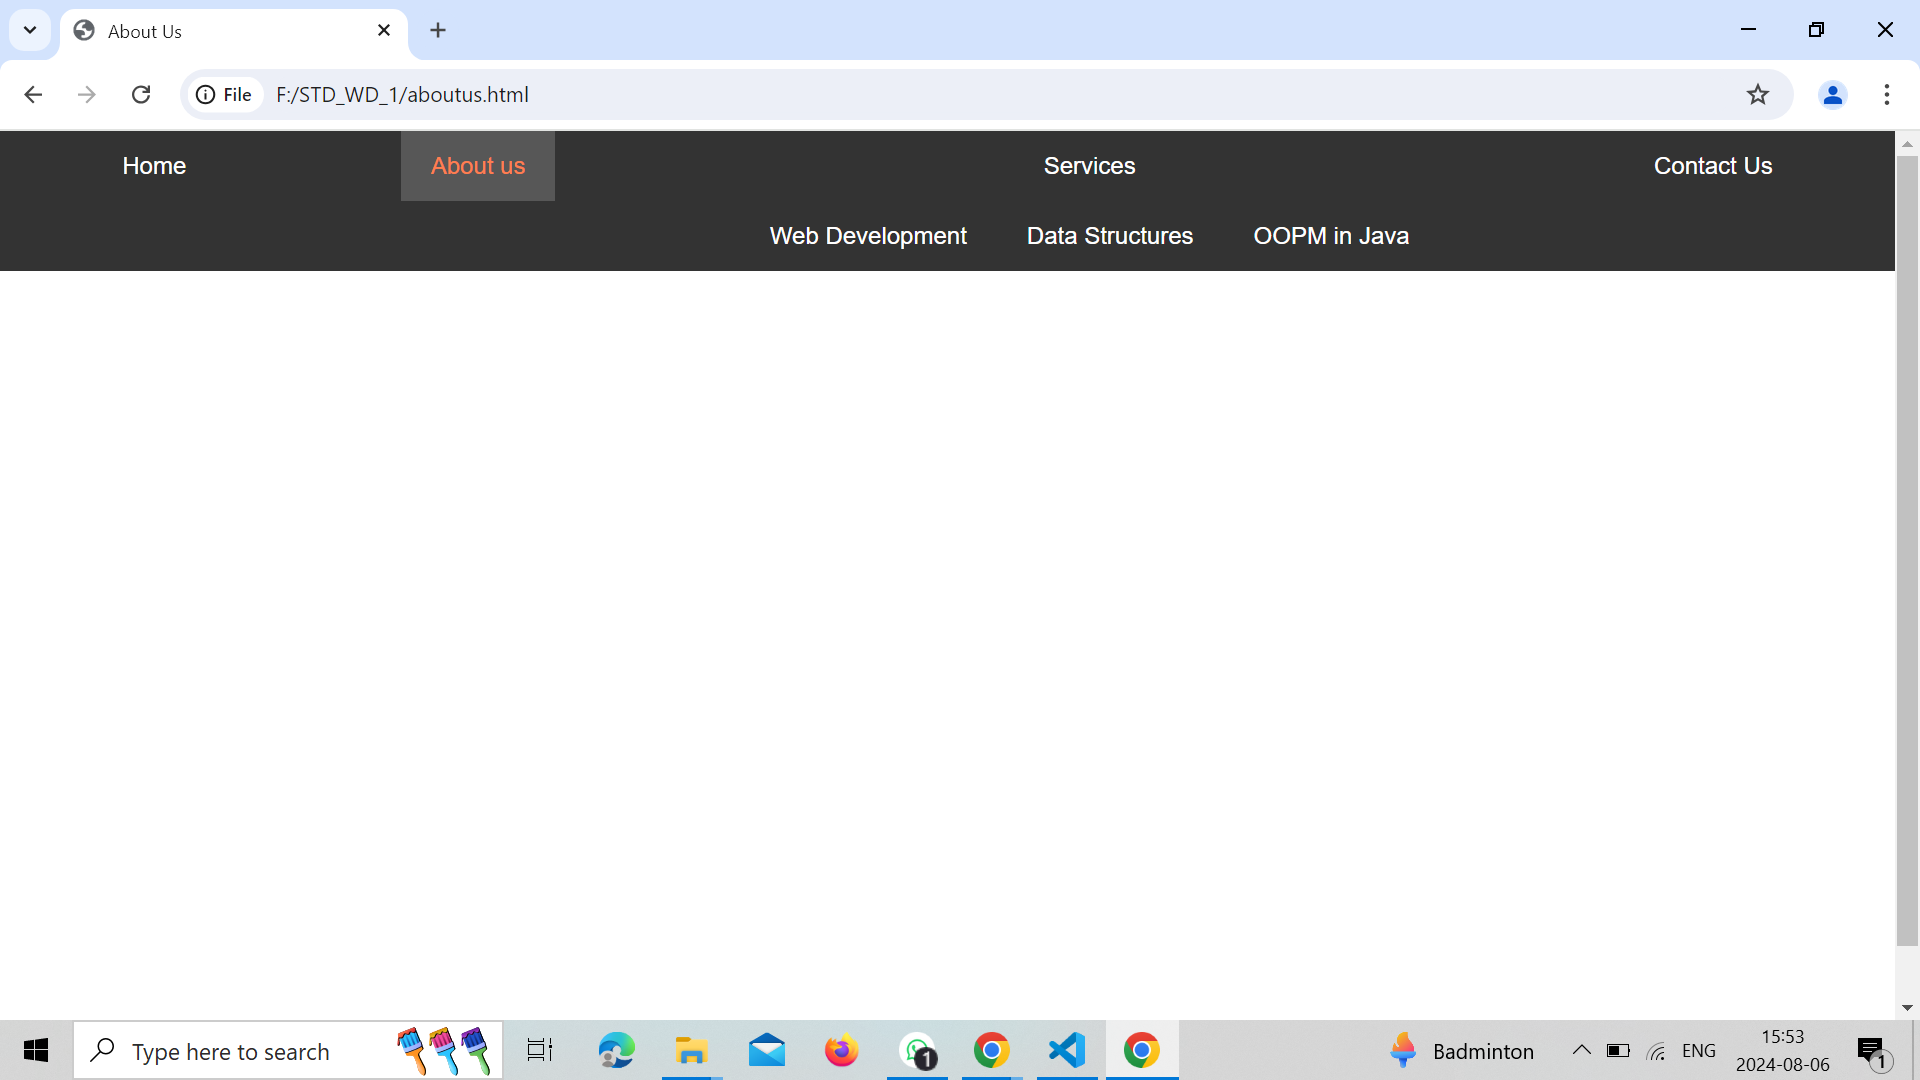 About Us
File F:/STD_WD_1/aboutus.html
Home About us Services Contact Us
Web Development Data Structures OOPM in Java
Type here to search 1 Badminton ENG 15:53
2024-08-06 1